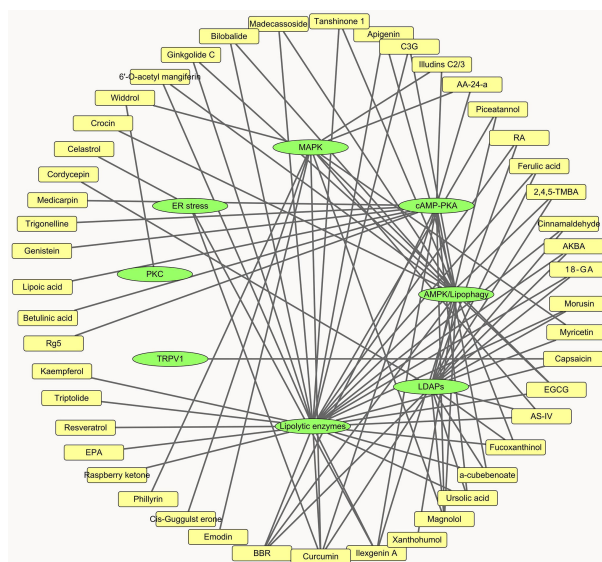 Madecassoside
Tanshinone 1
Bilobalide
Apigenin
Ginkgolide C
C3G
6'-O-acetyl mangiferin
Illudins C2/3
Widdrol
AA-24-a
Crocin
Piceatannol
Celastrol
MAPK
RA
Cordycepin
Ferulic acid
Medicarpin
ER stress
cAMP-PKA
2,4,5-TMBA
Trigonelline
Cinnamaldehyde
Genistein
AKBA
Lipoic acid
PKC
18-GA
Betulinic acid
AMPK/Lipophagy
Morusin
Rg5
Myricetin
TRPV1
Capsaicin
Kaempferol
LDAPs
EGCG
Triptolide
AS-IV
Resveratrol
Lipolytic enzymes
Fucoxanthinol
EPA
Raspberry ketone
a-cubebenoate
Phillyrin
Ursolic acid
Cis-Guggulst erone
Magnolol
Emodin
Xanthohumol
BBR
Curcumin
Ilexgenin A